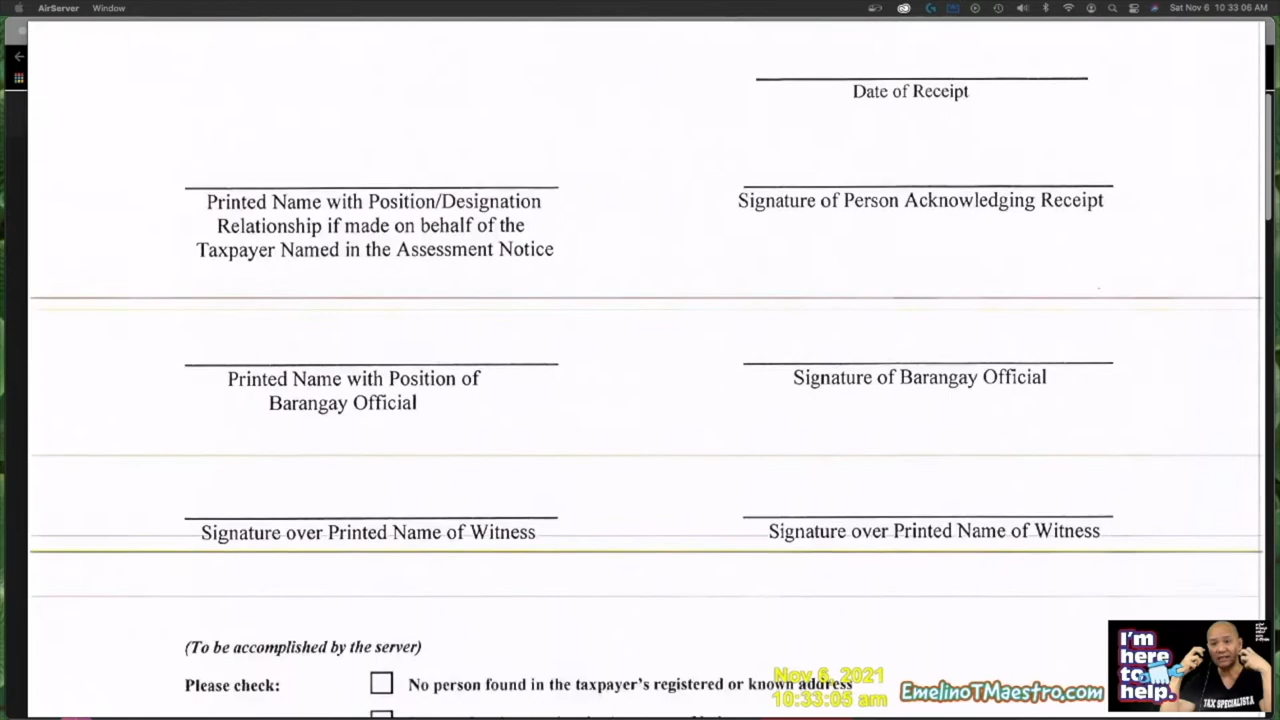 AirServer Window
Sat Nov 6 10 33 06 AM
Date of Receipt
Printed Name with Position/Designation
Relationship if made on behalf of the
Taxpayer Named in the Assessment Notice
Signature of Person Acknowledging Receipt
Printed Name with Position of
Barangay Official
Signature of Barangay Official
Signature over Printed Name of Witness
Signature over Printed Name of Witness
(To be accomplished by the server)
Please check:
No person found in the taxpayer's registered or known address
Nov 6, 2021
10:33:05 am
EmelinoTMaestro.com
I'm
here
to
help.
TAX SPECIALISTA